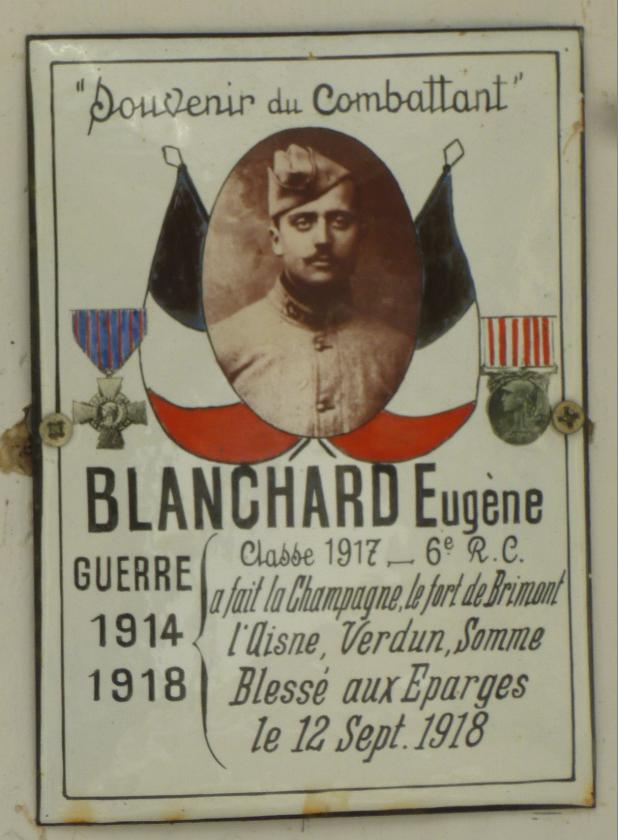 "Souvenir du Combattant"
BLANCHARD Eugène
GUERRE
1914
1918
Classe 1917 _ 6e R.C.
a fait la Champagne, le fort de Brimont
l'Aisne, Verdun, Somme
Blessé aux Eparges
le 12 Sept. 1918